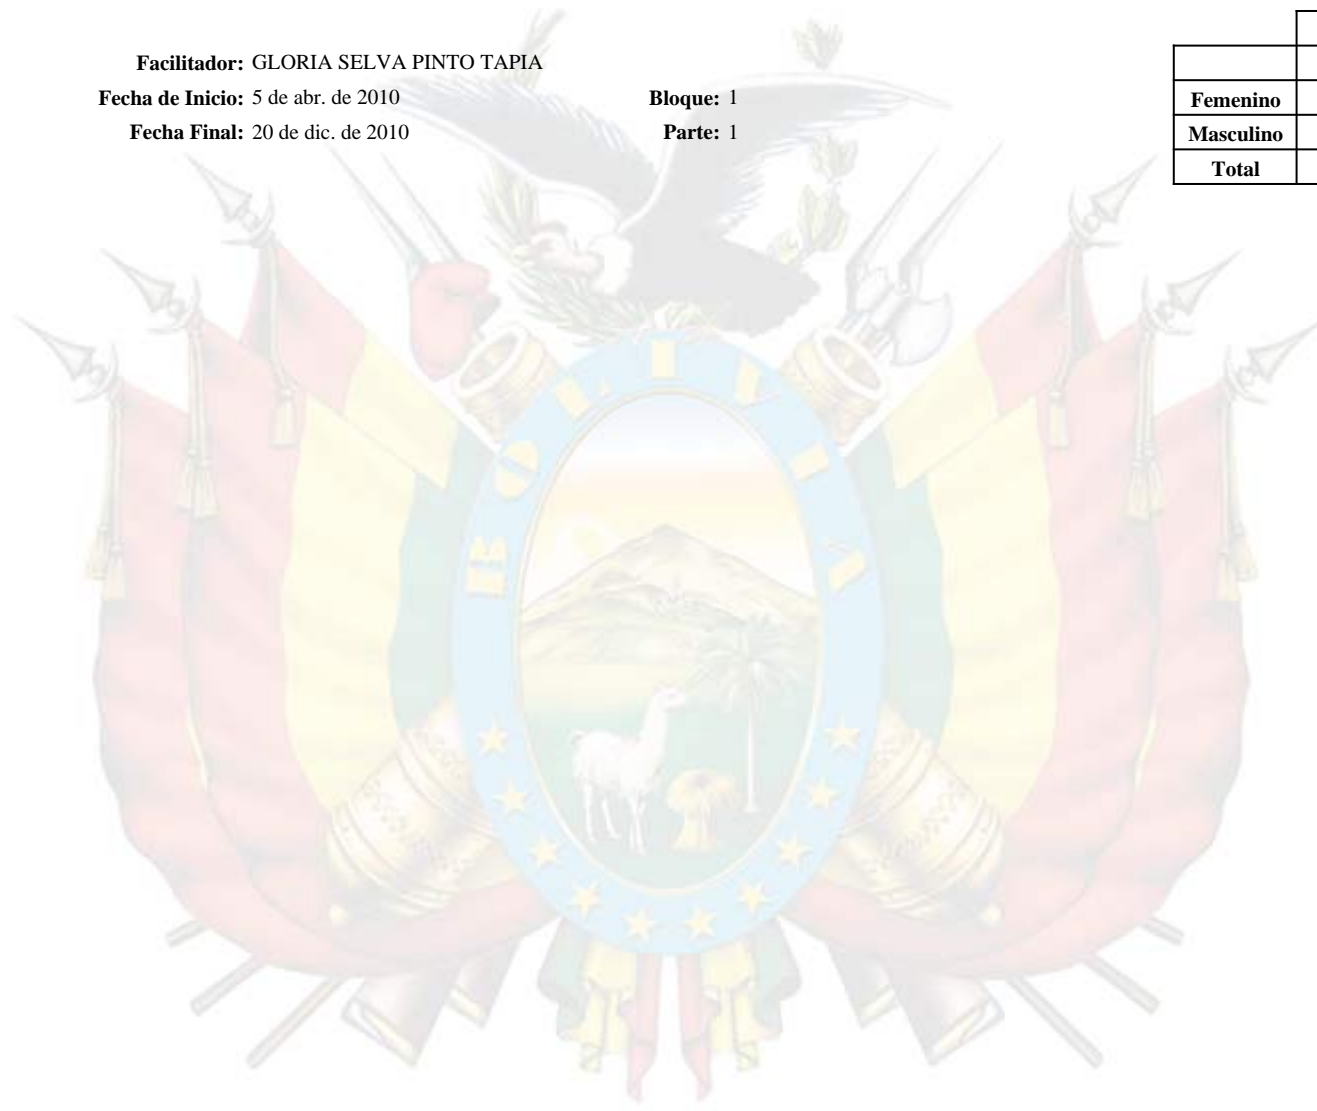 Facilitador: GLORIA SELVA PINTO TAPIA
Fecha de Inicio: 5 de abr. de 2010 Bloque: 1
Fecha Final: 20 de dic. de 2010 Parte: 1
Femenino
Masculino
Total
BOLIVIA